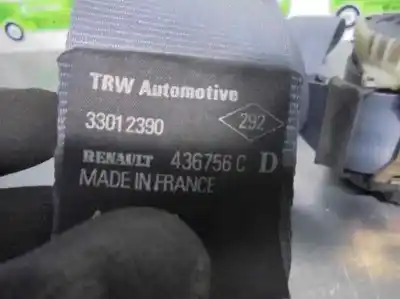 TRW Automotive
33012390 292
RENAULT 436756 C D
MADE IN FRANCE